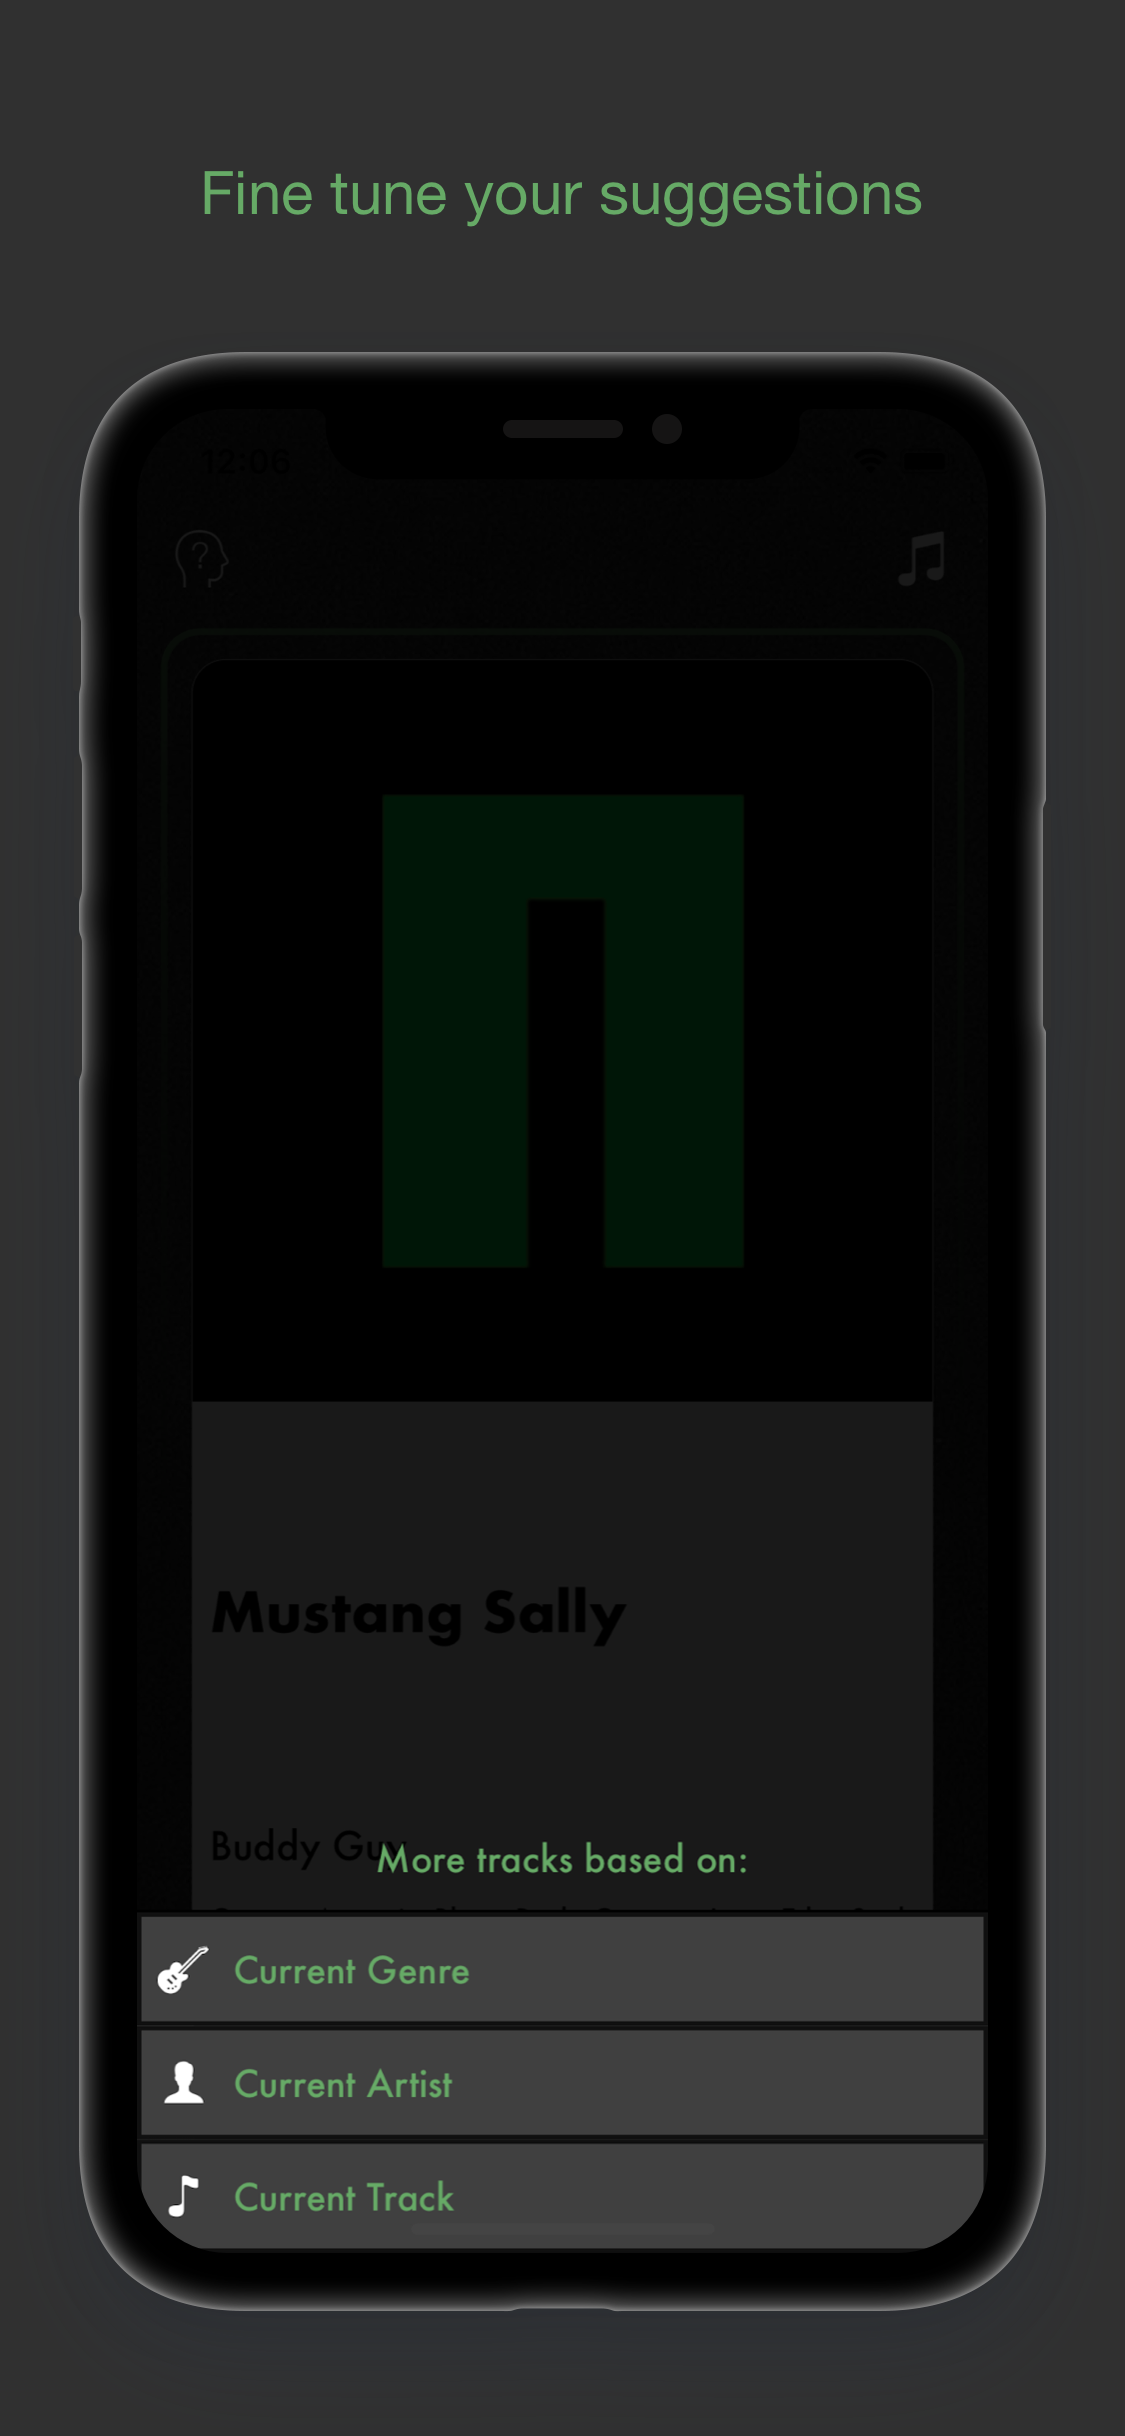 Fine tune your suggestions
12:06
Mustang Sally
Buddy Guy
More tracks based on:
Current Genre
Current Artist
Current Track